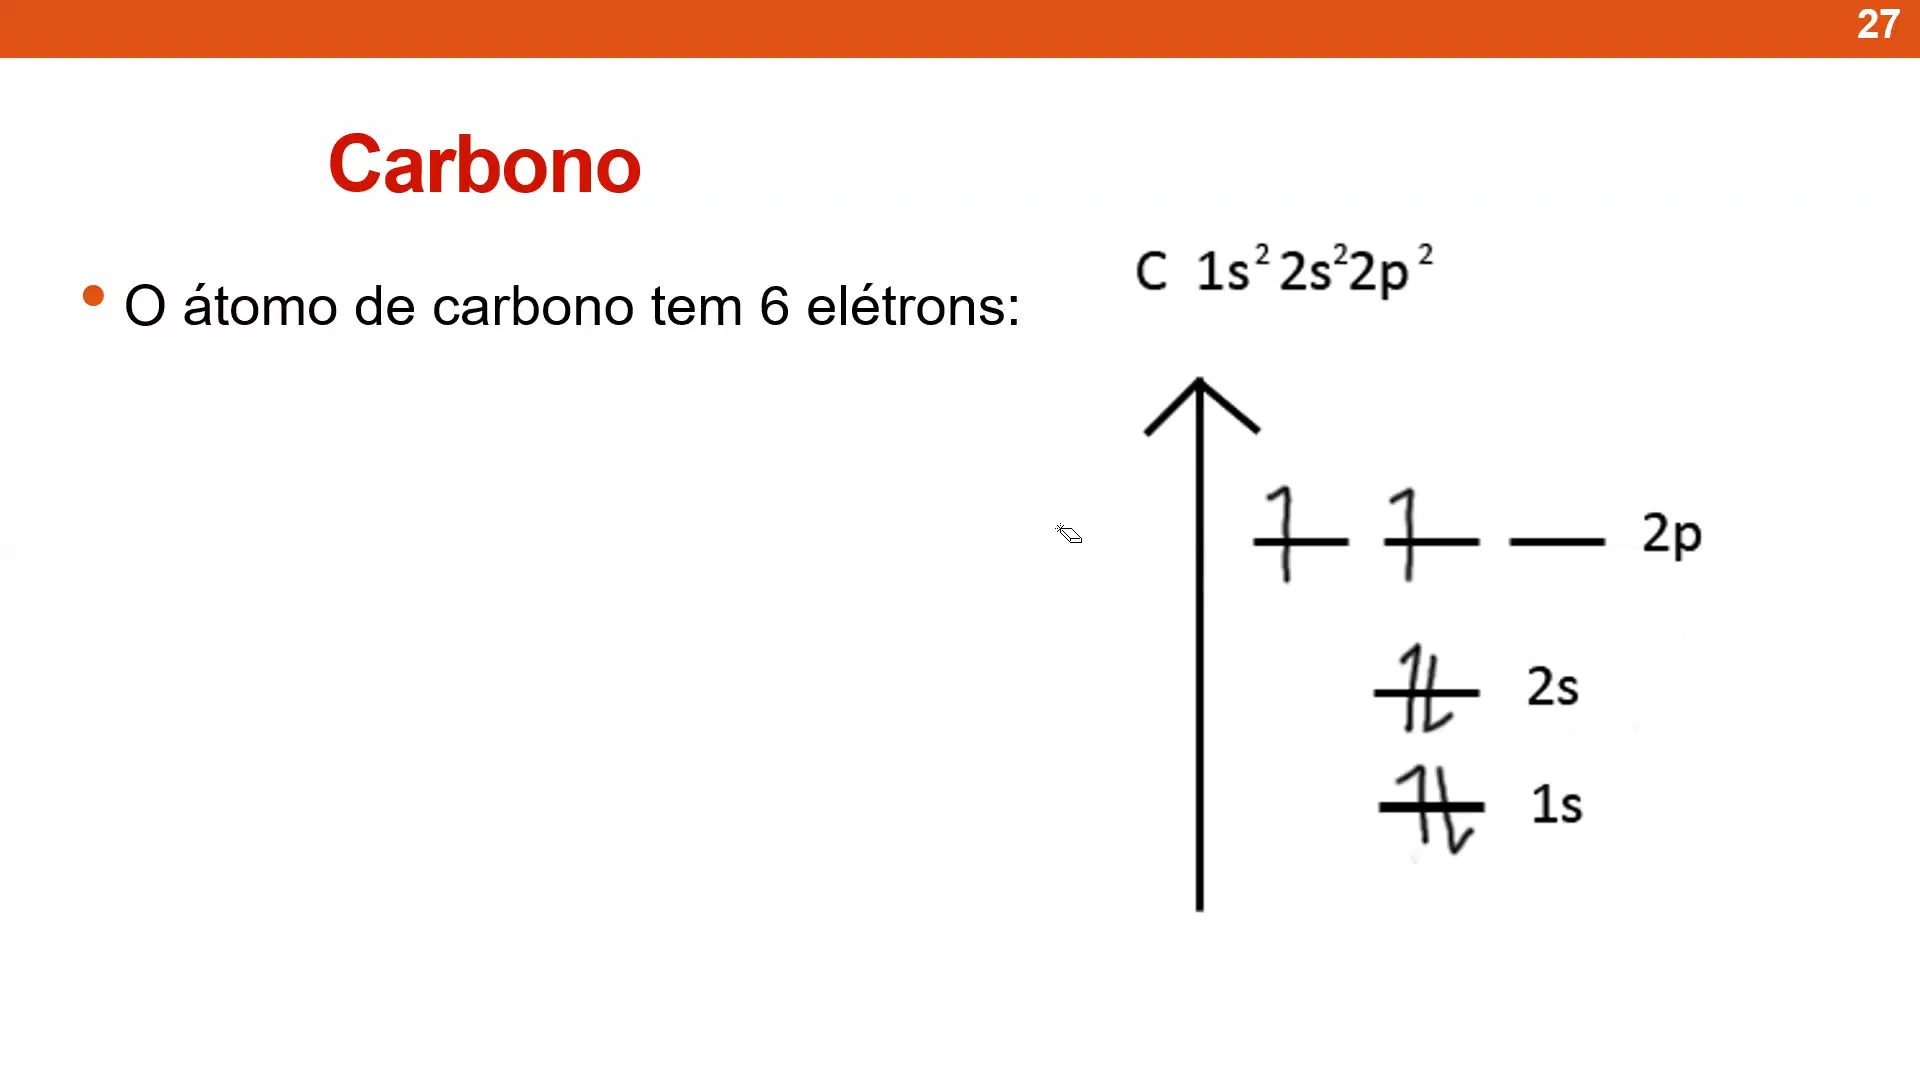 27
Carbono
• O átomo de carbono tem 6 elétrons:
C 1s² 2s² 2p²
2p
2s
1s